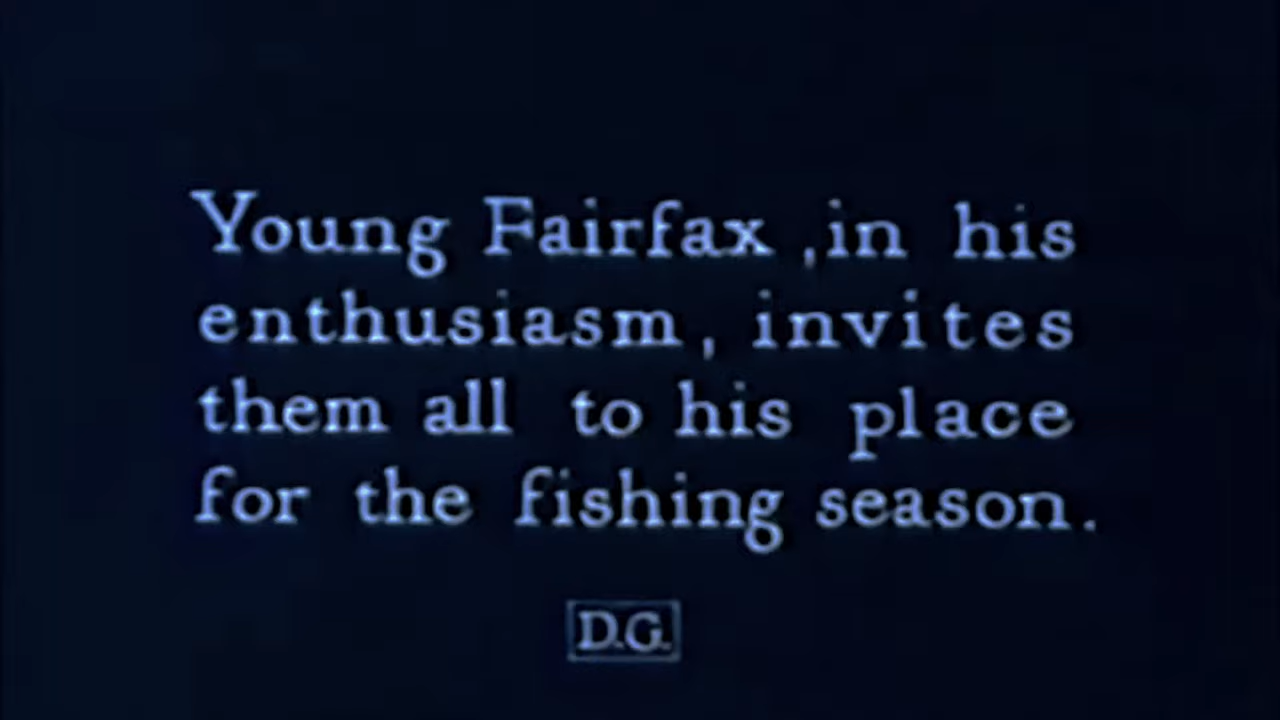 Young Fairfax ,in his
enthusiasm, invites
them all to his place
for the fishing season.
D.G.